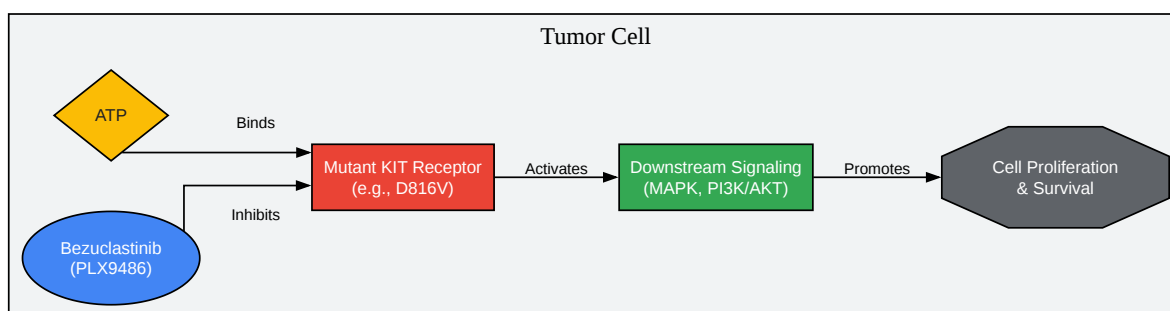 Tumor Cell
ATP
Binds
Mutant KIT Receptor
(e.g., D816V)
Activates
Downstream Signaling
(MAPK, PI3K/AKT)
Promotes
Cell Proliferation
& Survival
Inhibits
Bezuclastinib
(PLX9486)